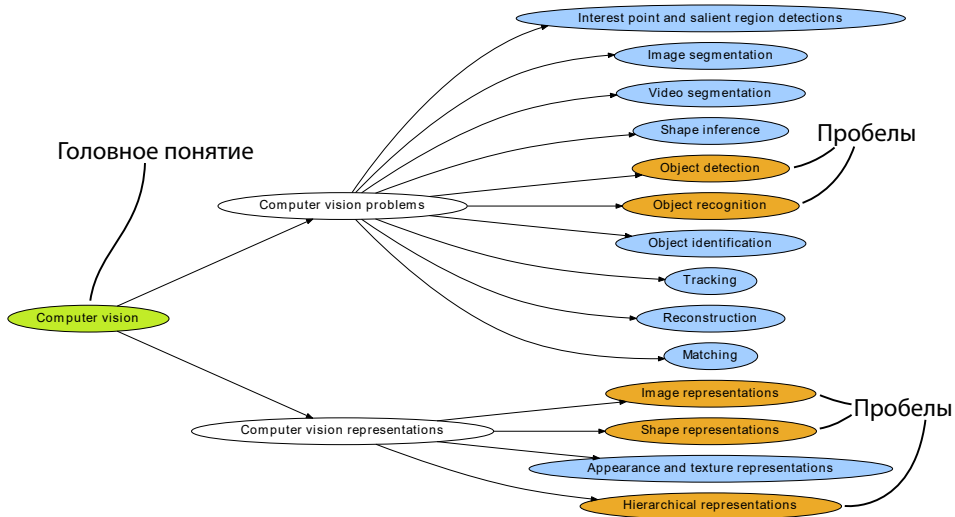 Interest point and salient region detections
Image segmentation
Video segmentation
Shape inference
Пробелы
Головное понятие
Object detection
Computer vision problems
Object recognition
Object identification
Tracking
Computer vision
Reconstruction
Matching
Image representations
Пробелы
Computer vision representations
Shape representations
Appearance and texture representations
Hierarchical representations